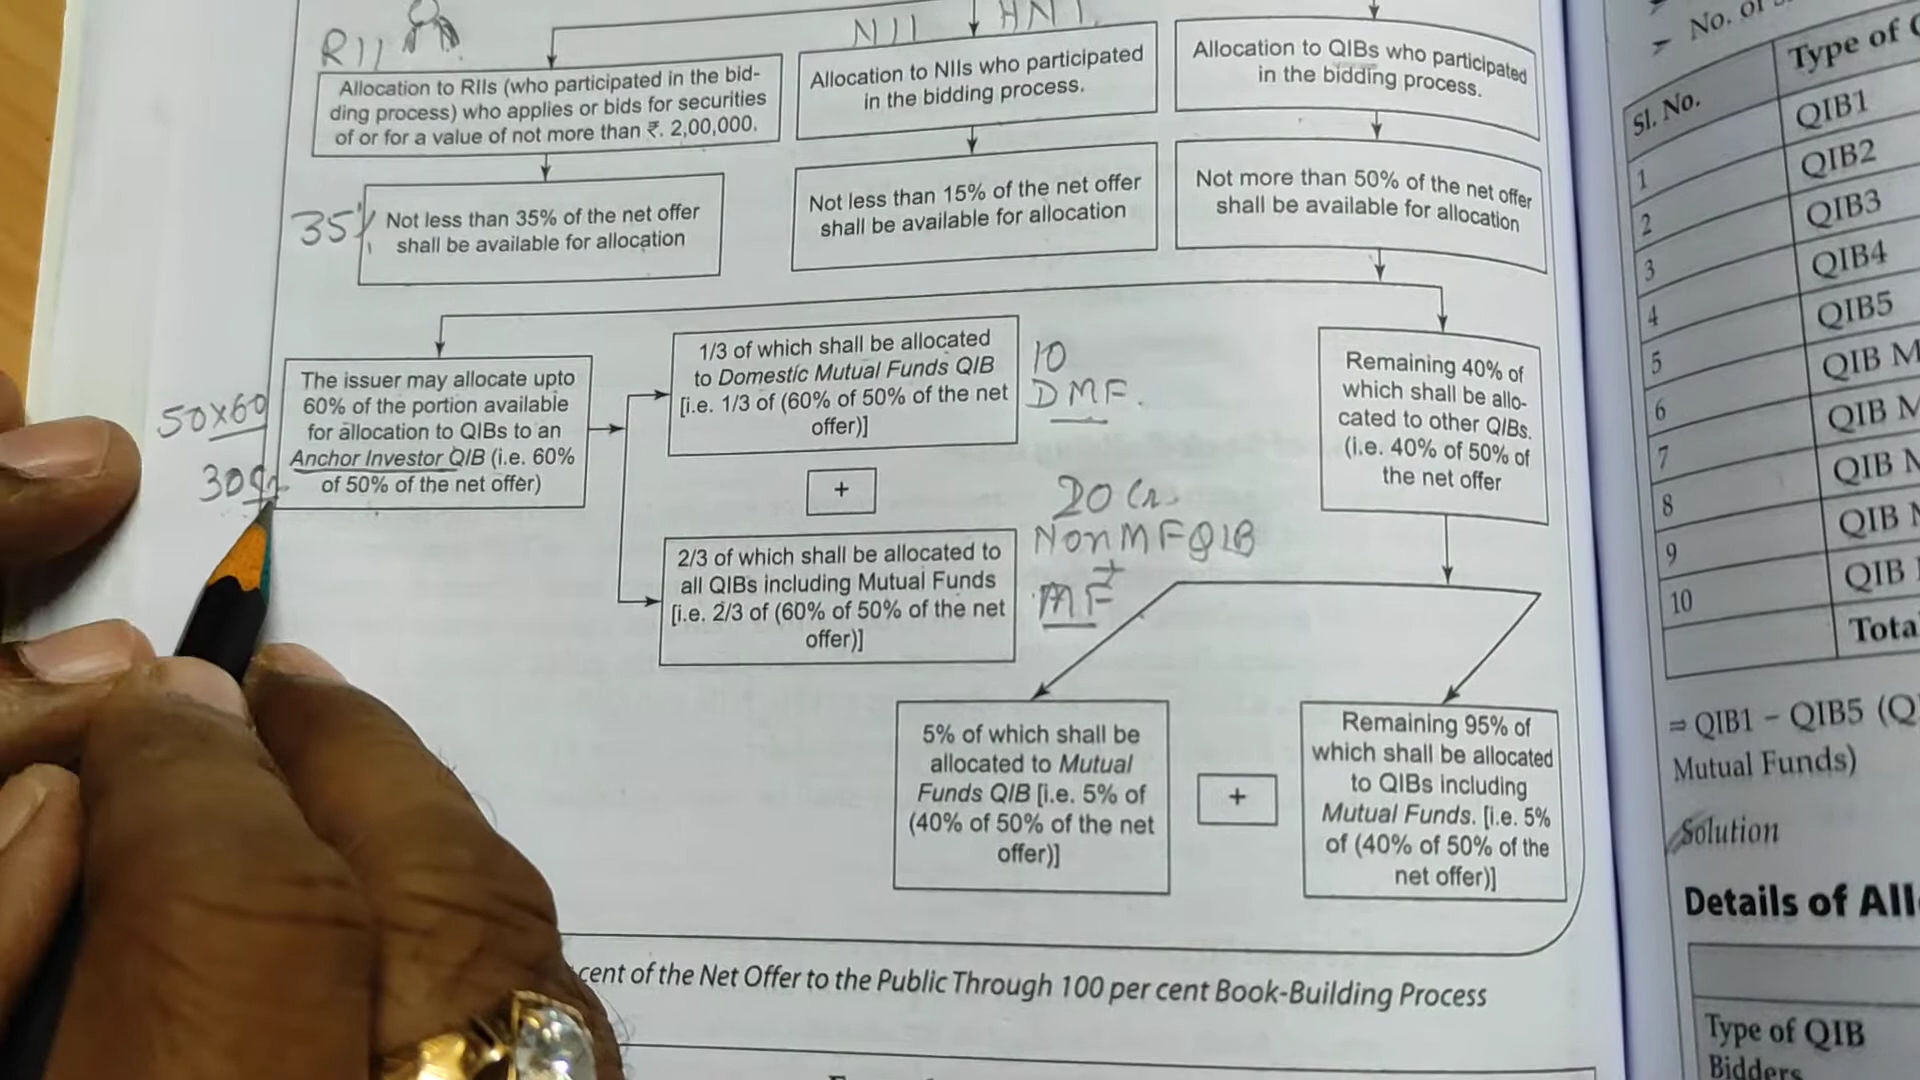 RII
NII
HNI.
Allocation to RIIs (who participated in the bid-
ding process) who applies or bids for securities
of or for a value of not more than ₹. 2,00,000.
Allocation to NIIs who participated
in the bidding process.
Allocation to QIBs who participated
in the bidding process.
35%
Not less than 35% of the net offer
shall be available for allocation
Not less than 15% of the net offer
shall be available for allocation
Not more than 50% of the net offer
shall be available for allocation
50x60
30
The issuer may allocate upto
60% of the portion available
for allocation to QIBs to an
Anchor Investor QIB (i.e. 60%
of 50% of the net offer)
1/3 of which shall be allocated
to Domestic Mutual Funds QIB
[i.e. 1/3 of (60% of 50% of the net
offer)]
10
DMF.
+
20 Crs
Non MF QIB
+
MF
2/3 of which shall be allocated to
all QIBs including Mutual Funds
[i.e. 2/3 of (60% of 50% of the net
offer)]
Remaining 40% of
which shall be allo-
cated to other QIBs.
(i.e. 40% of 50% of
the net offer
5% of which shall be
allocated to Mutual
Funds QIB [i.e. 5% of
(40% of 50% of the net
offer)]
+
Remaining 95% of
which shall be allocated
to QIBs including
Mutual Funds. [i.e. 5%
of (40% of 50% of the
net offer)]
cent of the Net Offer to the Public Through 100 per cent Book-Building Process
No. of
Sl. No.
Type of
1 QIB1
2 QIB2
3 QIB3
4 QIB4
5 QIB5
6 QIB M
7 QIB M
8 QIB
9 QIB
10 QIB
Tota
= QIB1 – QIB5 (Q
Mutual Funds)
Solution
Details of All
Type of QIB
Bidders